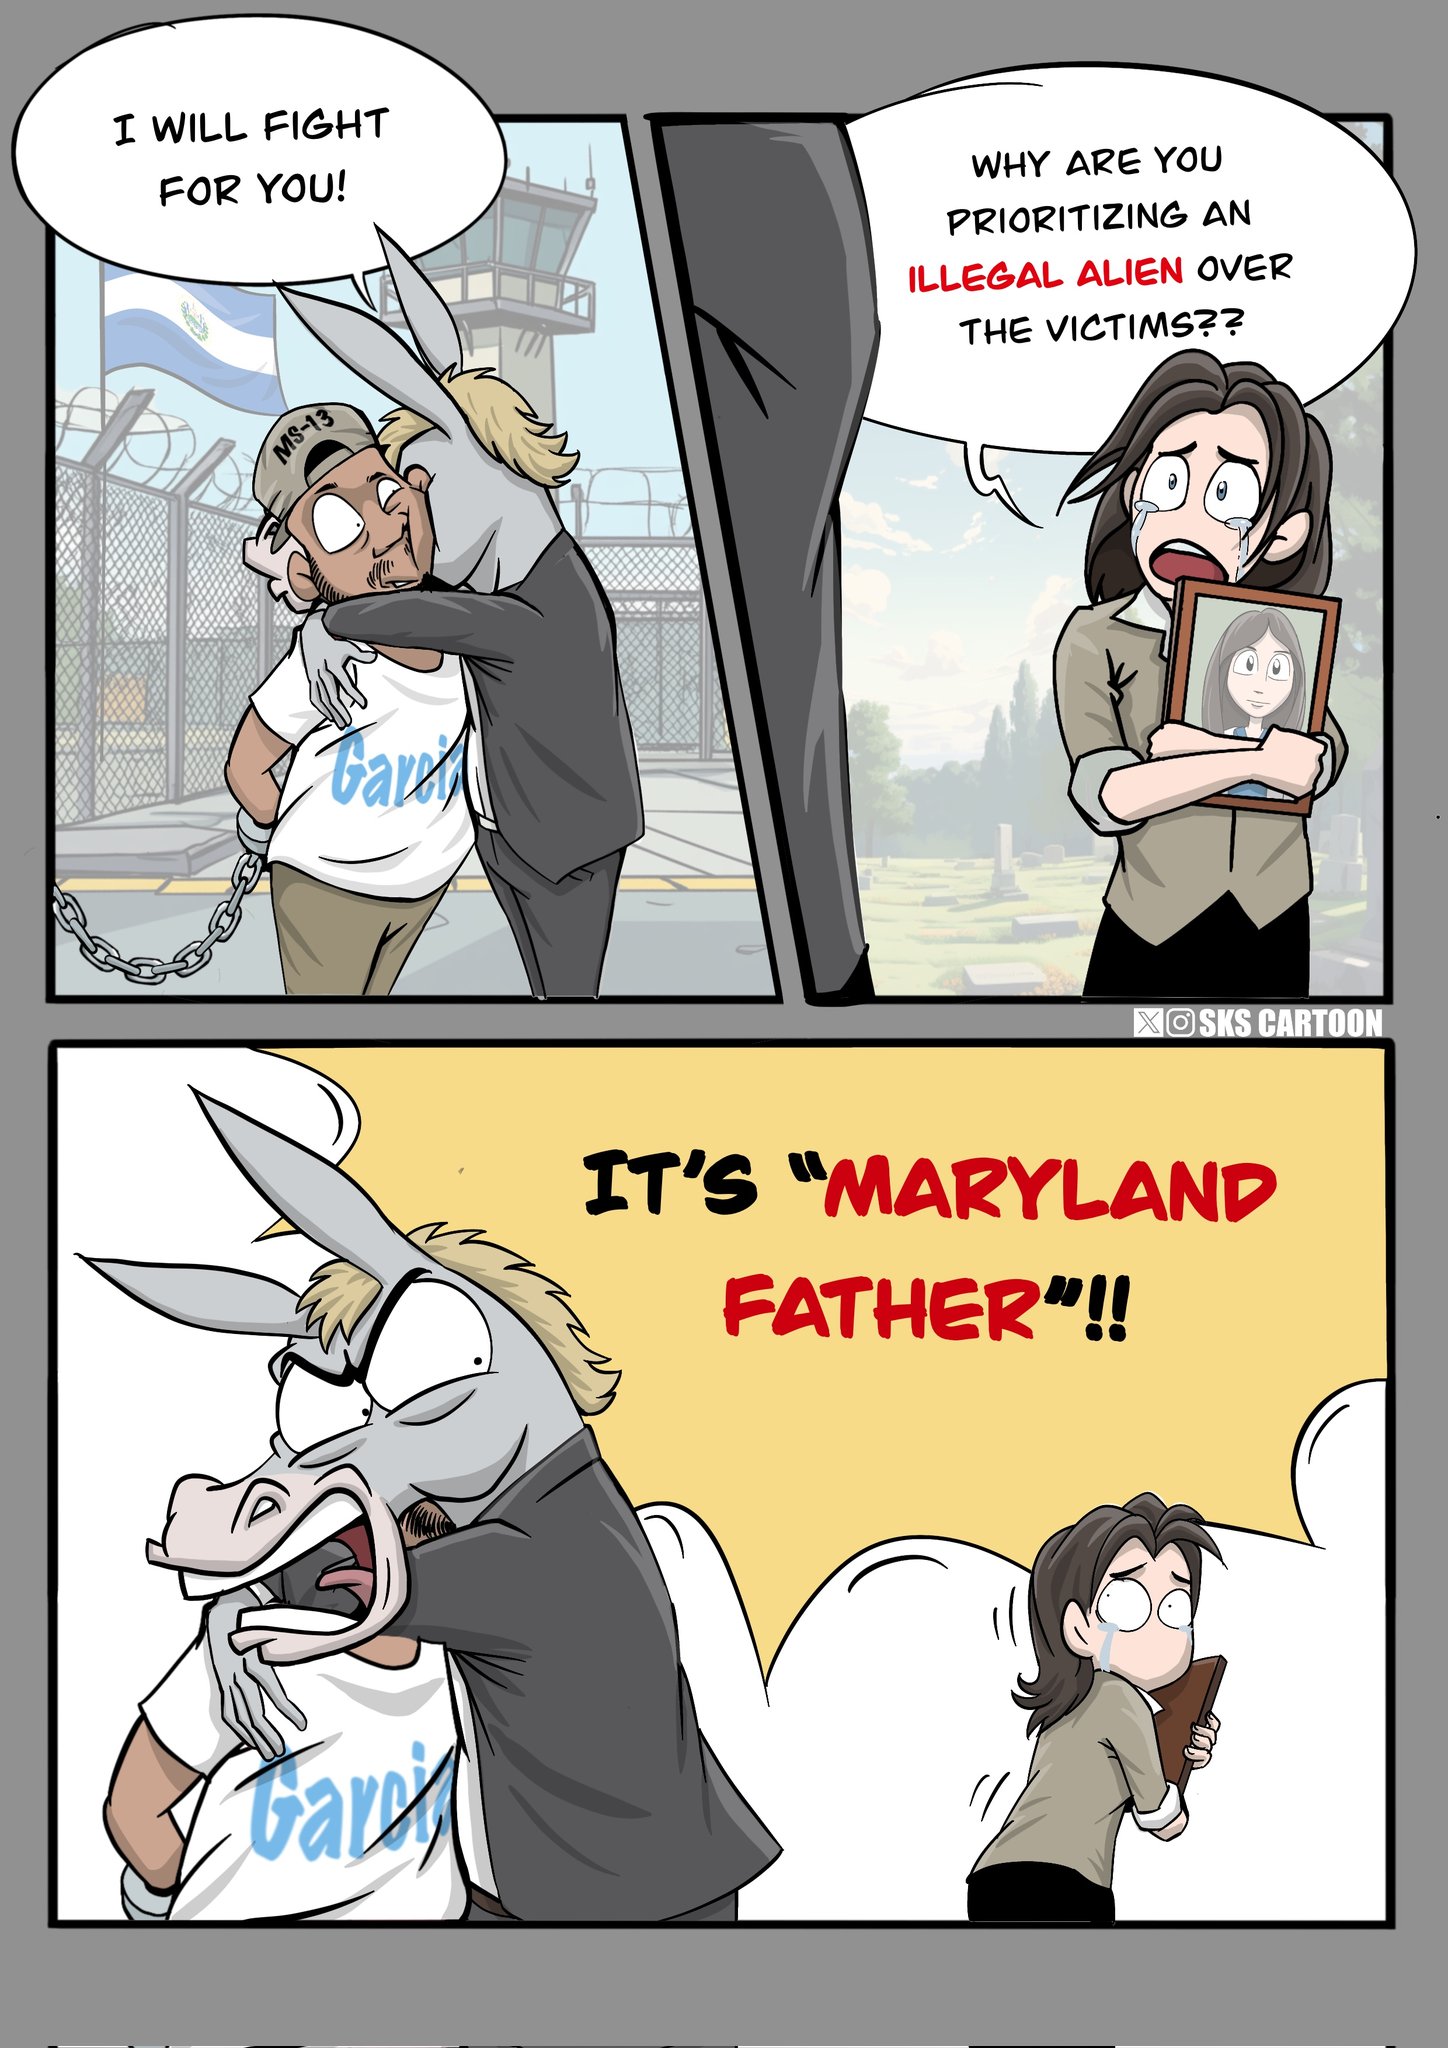 I WILL FIGHT
FOR YOU!
MS-13
Garcia
WHY ARE YOU
PRIORITIZING AN
ILLEGAL ALIEN OVER
THE VICTIMS??
SKS CARTOON
IT'S "MARYLAND
FATHER"!!
Garcia